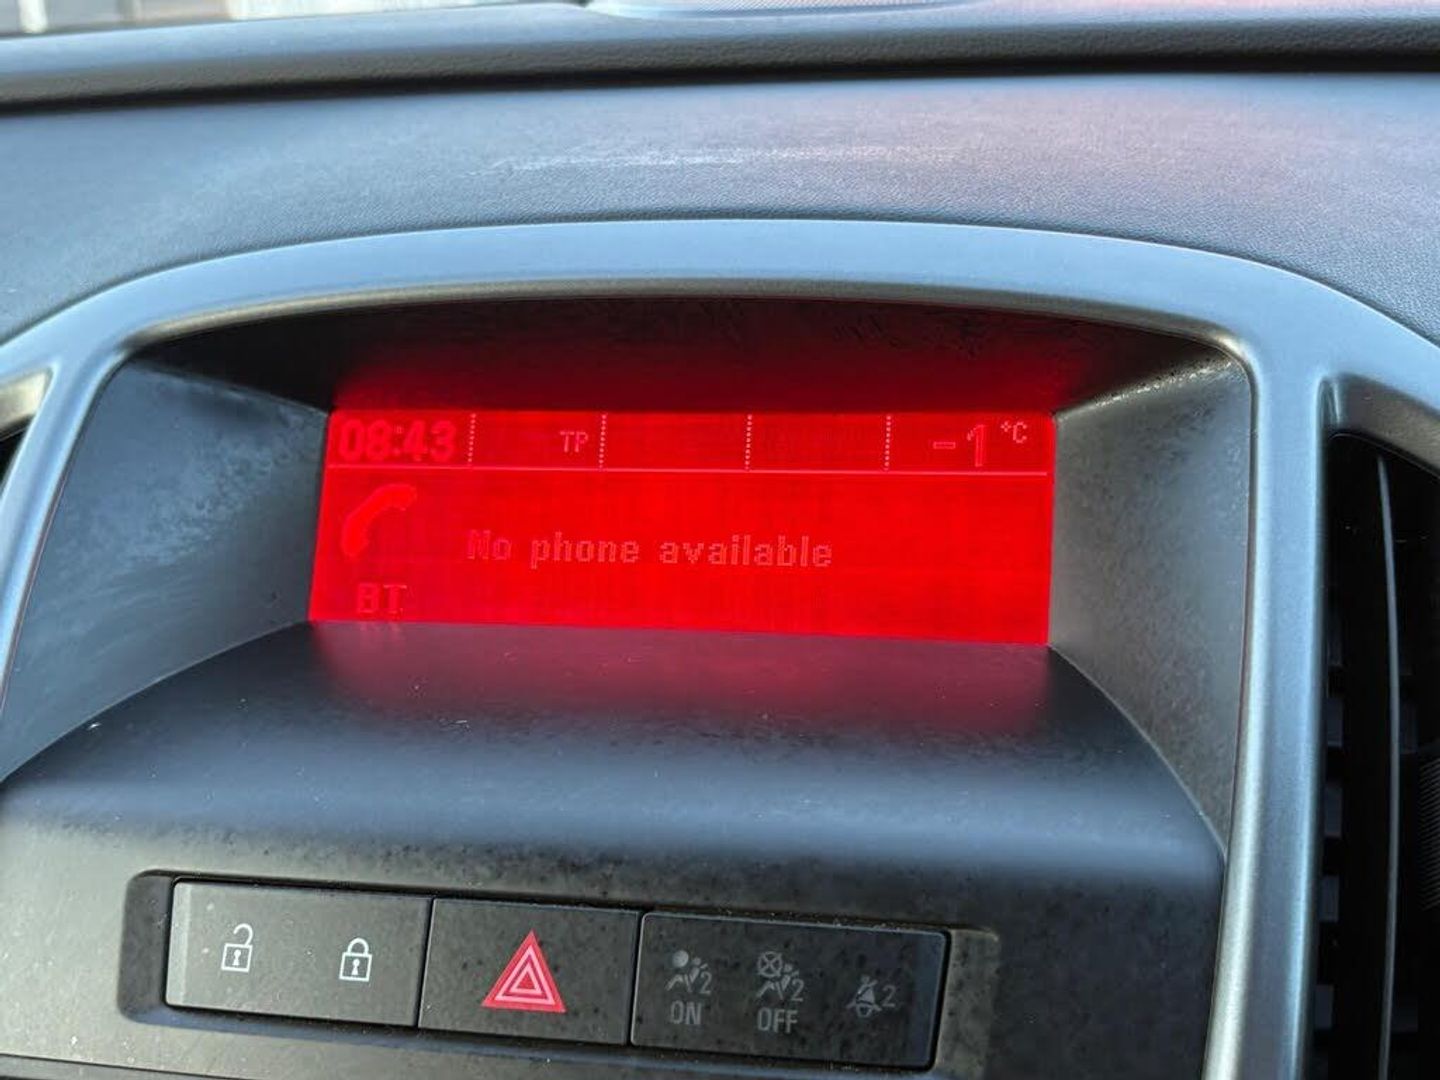 08:43 TP -1 °C
No phone available
BT
2 2 2
ON OFF